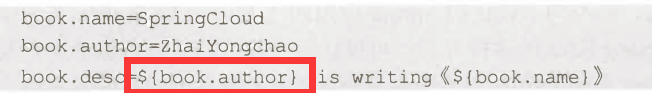 book.name=SpringCloud
book.author=ZhaiYongchao
book.desc=${book.author} is writing《${book.name}》